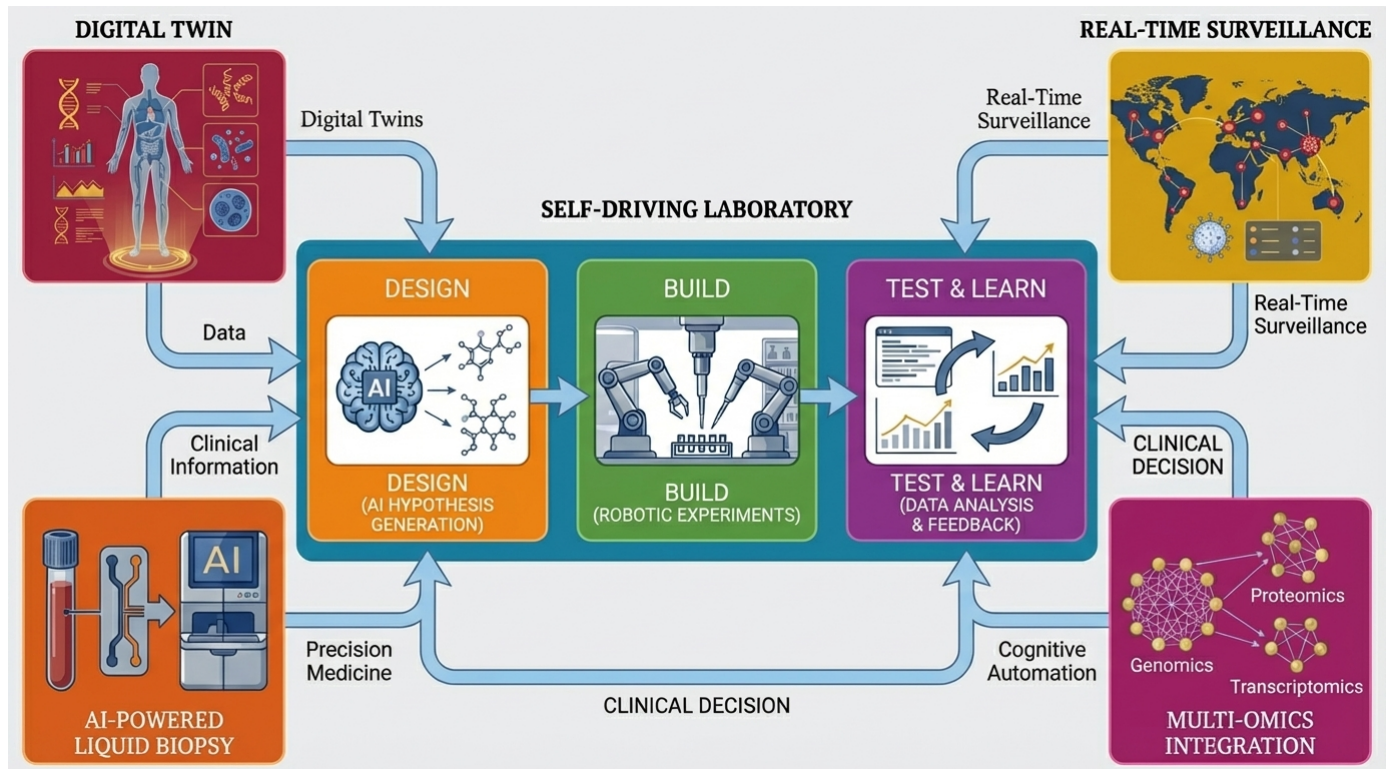 DIGITAL TWIN
REAL-TIME SURVEILLANCE
Digital Twins
Real-Time
Surveillance
SELF-DRIVING LABORATORY
DESIGN
BUILD
TEST & LEARN
Data
Real-Time
Surveillance
AI
Clinical
Information
CLINICAL
DECISION
DESIGN
(AI HYPOTHESIS
GENERATION)
BUILD
(ROBOTIC EXPERIMENTS)
TEST & LEARN
(DATA ANALYSIS
& FEEDBACK)
AI
AI-POWERED
LIQUID BIOPSY
Precision
Medicine
CLINICAL DECISION
Cognitive
Automation
Proteomics
Genomics
Transcriptomics
MULTI-OMICS
INTEGRATION